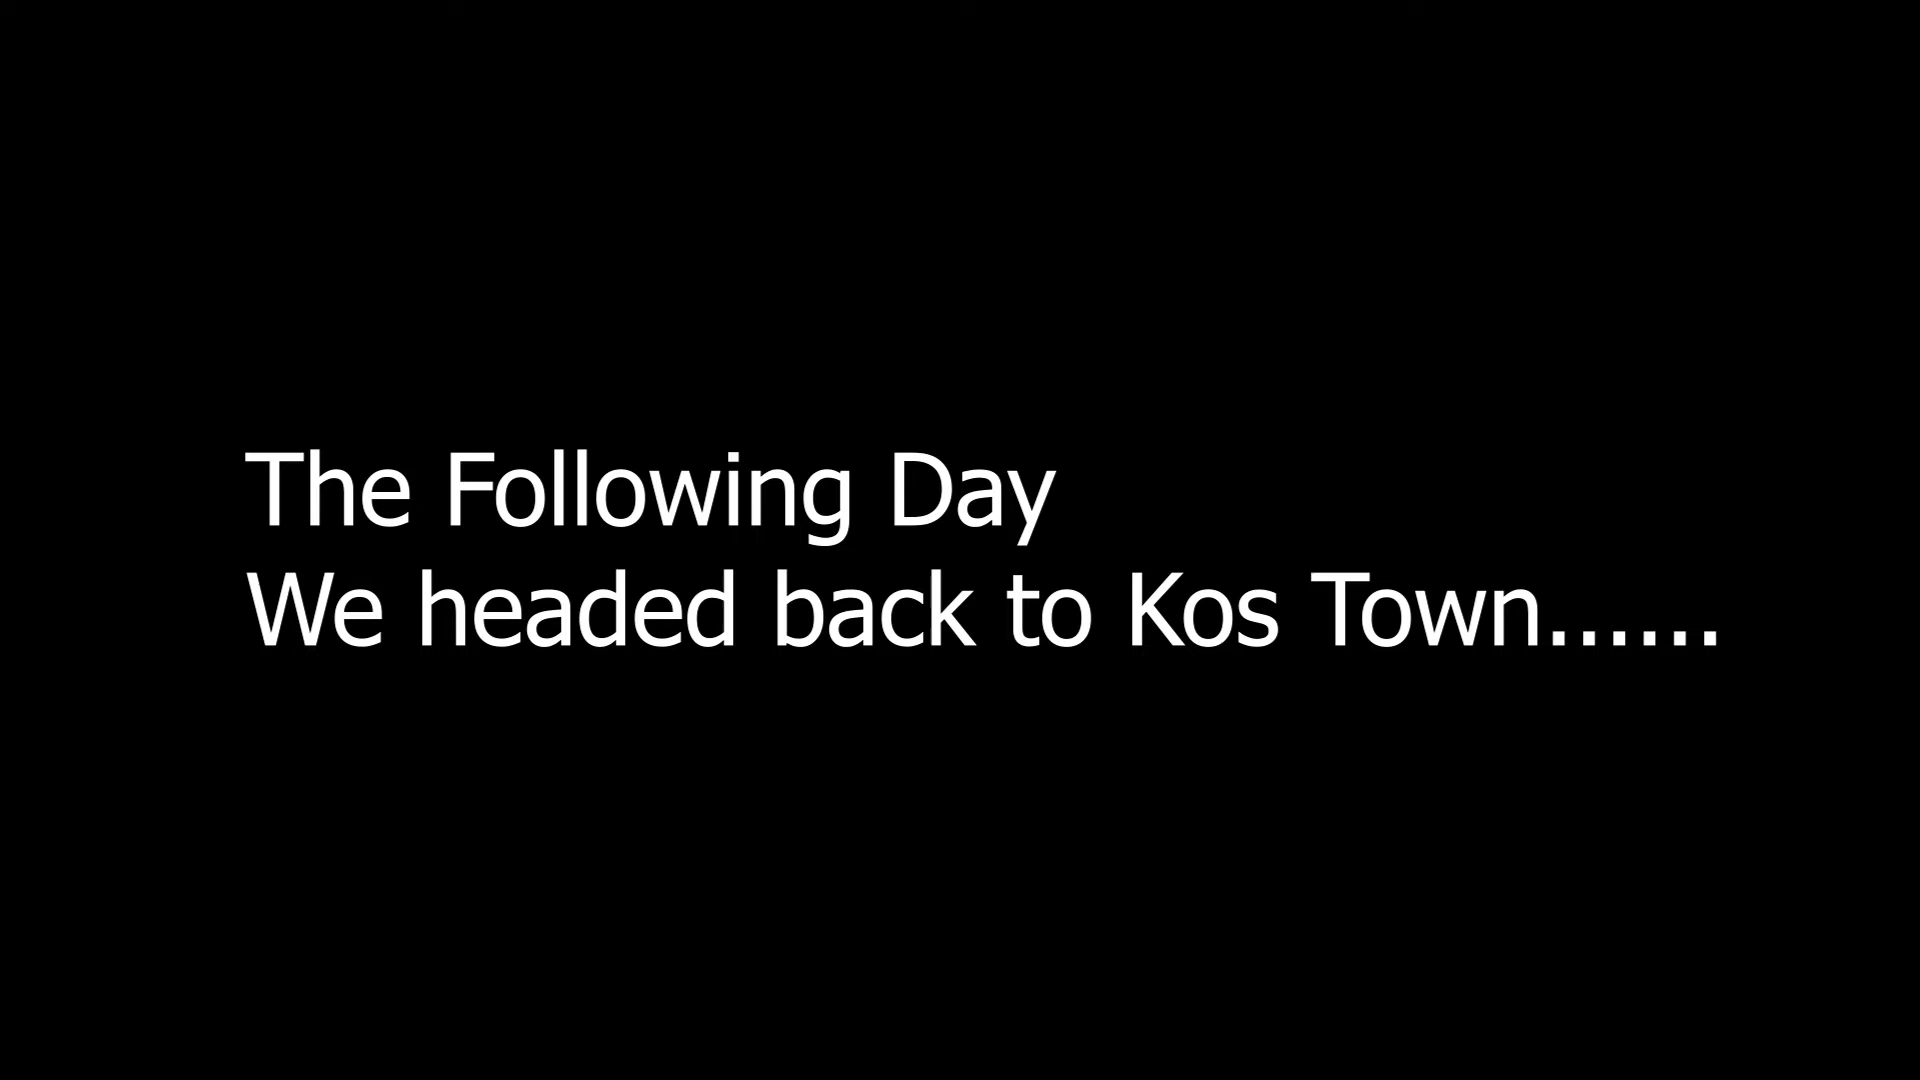 The Following Day
We headed back to Kos Town......